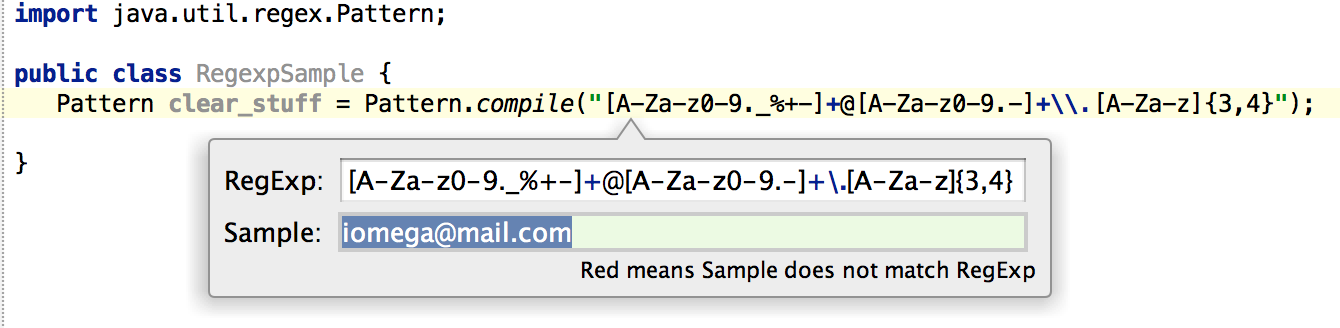 import java.util.regex.Pattern;
public class RegexpSample {
Pattern clear_stuff = Pattern.compile("[A-Za-z0-9._%+-]+@[A-Za-z0-9.-]+\\.[A-Za-z]{3,4}");
}
RegExp: [A-Za-z0-9._%+-]+@[A-Za-z0-9.-]+\.[A-Za-z]{3,4}
Sample: iomega@mail.com
Red means Sample does not match RegExp